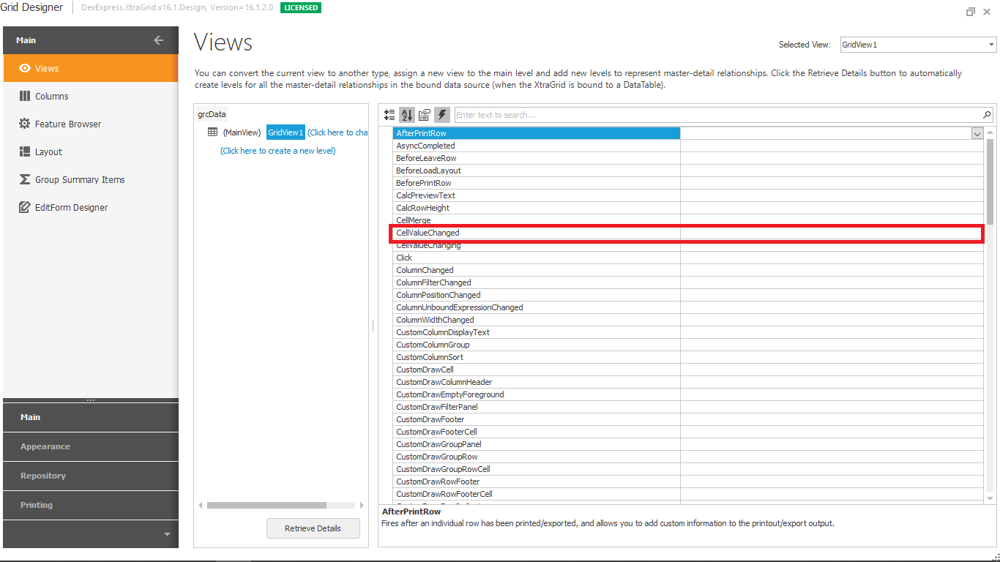 Grid Designer
DevExpress.XtraGrid.v16.1.Design, Version=16.1.2.0
LICENSED
Main
Views
Columns
Feature Browser
Layout
Group Summary Items
EditForm Designer
Main
Appearance
Repository
Printing
Views
Selected View:
GridView1
You can convert the current view to another type, assign a new view to the main level and add new levels to represent master-detail relationships. Click the Retrieve Details button to automatically
create levels for all the master-detail relationships in the bound data source (when the XtraGrid is bound to a DataTable).
grcData
(MainView) GridView1 (Click here to cha
(Click here to create a new level)
Retrieve Details
Enter text to search...
AfterPrintRow
AsyncCompleted
BeforeLeaveRow
BeforeLoadLayout
BeforePrintRow
CalcPreviewText
CalcRowHeight
CellMerge
CellValueChanged
CellValueChanging
Click
ColumnChanged
ColumnFilterChanged
ColumnPositionChanged
ColumnUnboundExpressionChanged
ColumnWidthChanged
CustomColumnDisplayText
CustomColumnGroup
CustomColumnSort
CustomDrawCell
CustomDrawColumnHeader
CustomDrawEmptyForeground
CustomDrawFilterPanel
CustomDrawFooter
CustomDrawFooterCell
CustomDrawGroupPanel
CustomDrawGroupRow
CustomDrawGroupRowCell
CustomDrawRowFooter
CustomDrawRowFooterCell
AfterPrintRow
Fires after an individual row has been printed/exported, and allows you to add custom information to the printout/export output.